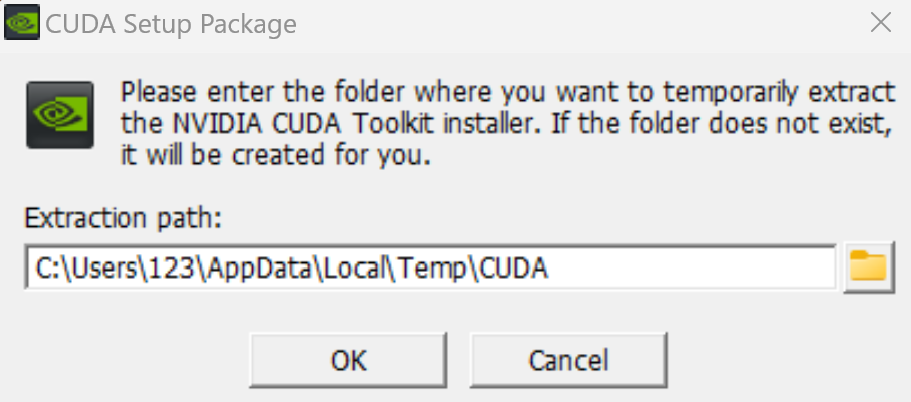 CUDA Setup Package
Please enter the folder where you want to temporarily extract
the NVIDIA CUDA Toolkit installer. If the folder does not exist,
it will be created for you.
Extraction path:
C:\Users\123\AppData\Local\Temp\CUDA
OK
Cancel